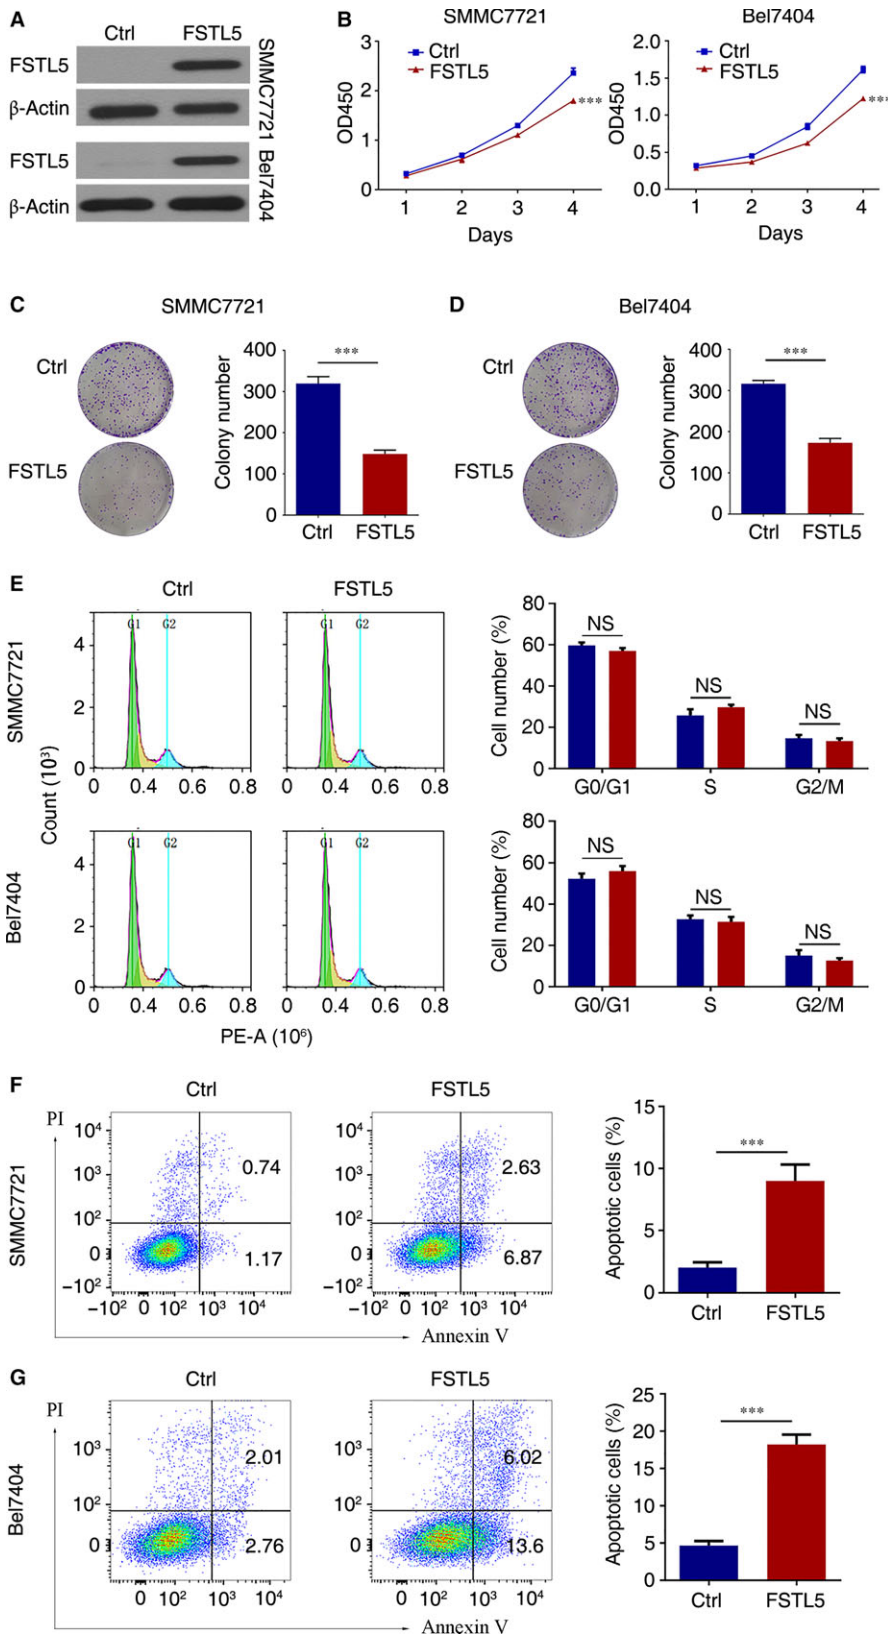 A
Ctrl FSTL5
FSTL5
β-Actin
SMMC7721
FSTL5
β-Actin
Bel7404
B
SMMC7721
OD450
3
2
1
0
Ctrl
FSTL5
***
1 2 3 4
Days
Bel7404
OD450
2.0
1.5
1.0
0.5
0.0
Ctrl
FSTL5
***
1 2 3 4
Days
C
SMMC7721
Ctrl
FSTL5
Colony number
400
300
200
100
0
***
Ctrl FSTL5
D
Bel7404
Ctrl
FSTL5
Colony number
400
300
200
100
0
***
Ctrl FSTL5
E
Ctrl FSTL5
SMMC7721
Bel7404
Count (10³)
4
2
0
G1 G2
0 0.4 0.6 0.8
G1 G2
0 0.4 0.6 0.8
Cell number (%)
80
60
40
20
0
NS NS NS
G0/G1 S G2/M
4
2
0
G1 G2
0 0.4 0.6 0.8
G1 G2
0 0.4 0.6 0.8
PE-A (10⁶)
Cell number (%)
80
60
40
20
0
NS NS NS
G0/G1 S G2/M
F
Ctrl FSTL5
SMMC7721
PI
10⁴
10³
10²
0
−10²
0.74
1.17
−10² 0 10² 10³ 10⁴
10⁴
10³
10²
0
−10²
2.63
6.87
−10² 0 10² 10³ 10⁴
Annexin V
Apoptotic cells (%)
15
10
5
0
***
Ctrl FSTL5
G
Ctrl FSTL5
Bel7404
PI
10³
10²
0
2.01
2.76
0 10² 10³ 10⁴
10³
10²
0
6.02
13.6
0 10² 10³ 10⁴
Annexin V
Apoptotic cells (%)
25
20
15
10
5
0
***
Ctrl FSTL5